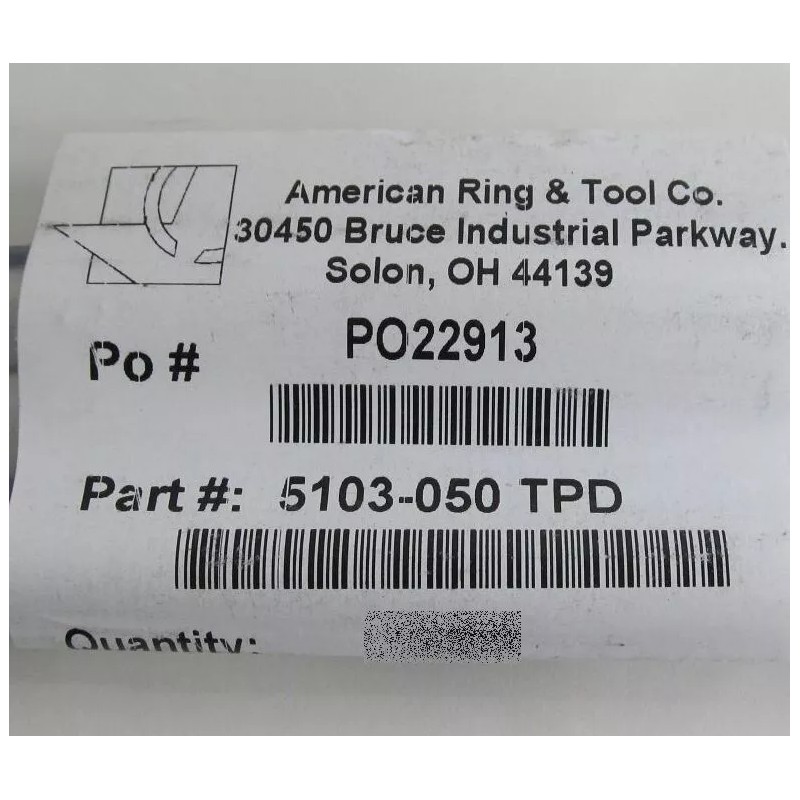 American Ring & Tool Co.
30450 Bruce Industrial Parkway.
Solon, OH 44139
Po # PO22913
Part #: 5103-050 TPD
Quantity: